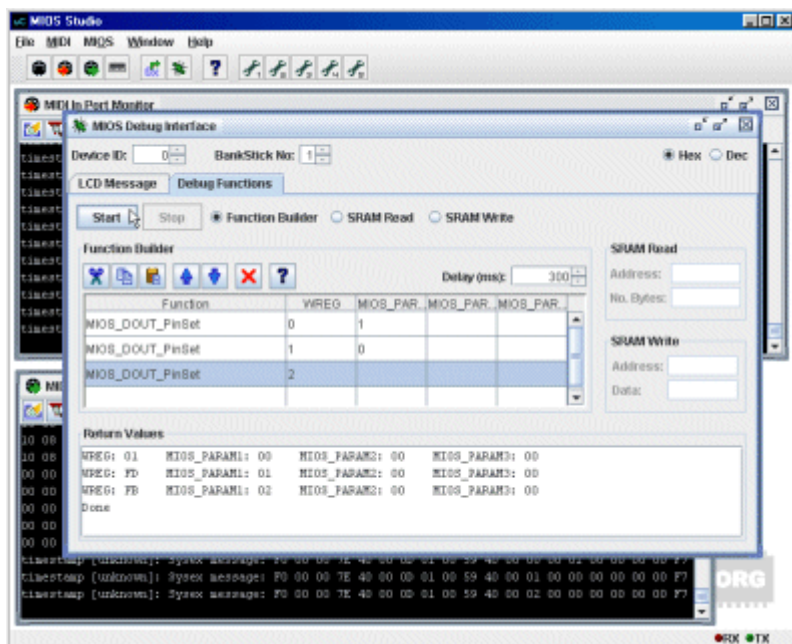 MIOS Studio
File MIDI MIOS Window Help
MIDI In Port Monitor
MIOS Debug Interface
Device ID: 0 BankStick No: 1 Hex Dec
LCD Message Debug Functions
Start Stop Function Builder SRAM Read SRAM Write
Function Builder SRAM Read
Delay (ms): 300 Address:
No. Bytes:
Function WREG MIOS_PAR... MIOS_PAR... MIOS_PAR...
MIOS_DOUT_PinSet 0 1
MIOS_DOUT_PinSet 1 0
SRAM Write
MIOS_DOUT_PinSet 2
Address:
Data:
Return Values
WREG: 01 MIOS_PARAM1: 00 MIOS_PARAM2: 00 MIOS_PARAM3: 00
WREG: FD MIOS_PARAM1: 01 MIOS_PARAM2: 00 MIOS_PARAM3: 00
WREG: FB MIOS_PARAM1: 02 MIOS_PARAM2: 00 MIOS_PARAM3: 00
Done
timestamp [unknown]: Sysex message: F0 00 00 7E 40 00 0D 01 00 59 40 00 01 00 00 00 00 00 F7
timestamp [unknown]: Sysex message: F0 00 00 7E 40 00 0D 01 00 59 40 00 02 00 00 00 00 00 F7
ORG
RX TX